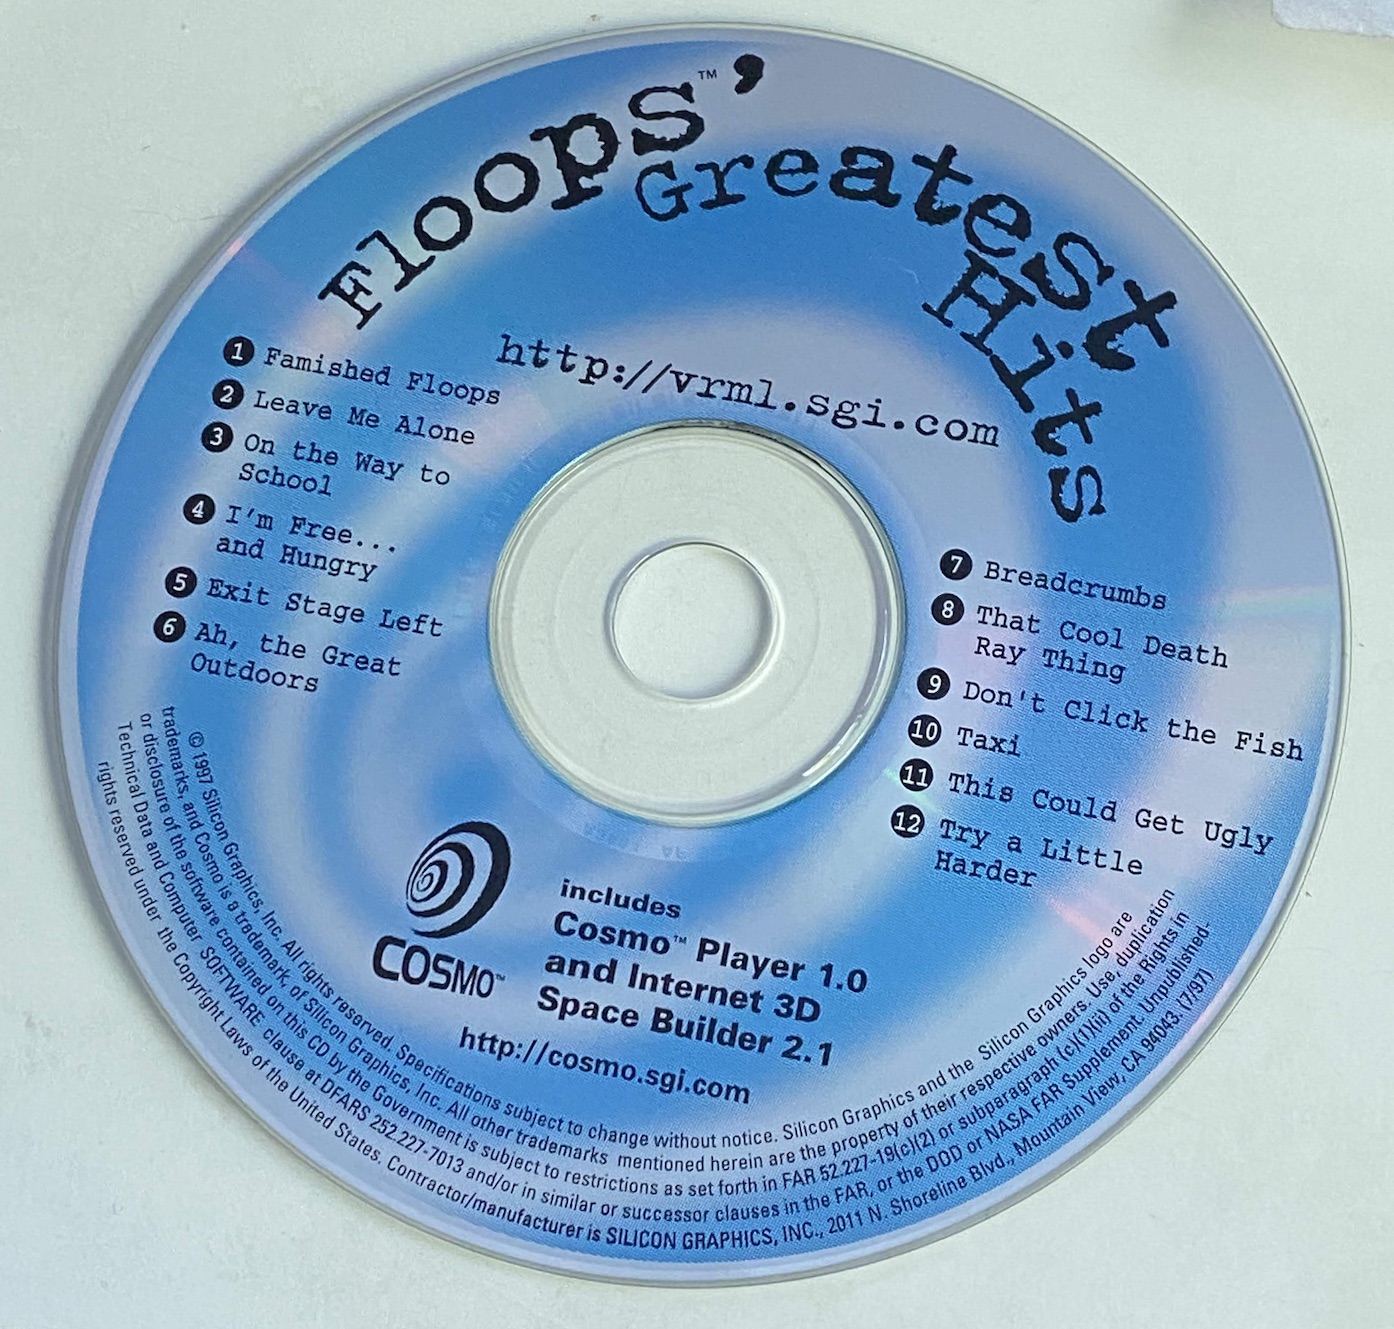 Floops™'
Greatest
Hits
http://vrml.sgi.com
1 Famished Floops
2 Leave Me Alone
3 On the Way to
School
4 I'm Free...
and Hungry
5 Exit Stage Left
6 Ah, the Great
Outdoors
7 Breadcrumbs
8 That Cool Death
Ray Thing
9 Don't Click the Fish
10 Taxi
11 This Could Get Ugly
12 Try a Little
Harder
COSMO™
includes
Cosmo™ Player 1.0
and Internet 3D
Space Builder 2.1
http://cosmo.sgi.com
© 1997 Silicon Graphics, Inc. All rights reserved. Specifications subject to change without notice. Silicon Graphics and the Silicon Graphics logo are
trademarks, and Cosmo is a trademark, of Silicon Graphics, Inc. All other trademarks mentioned herein are the property of their respective owners. Use, duplication
or disclosure of the software contained on this CD by the Government is subject to restrictions as set forth in FAR 52.227-19(c)(2) or subparagraph (c)(1)(ii) of the Rights in
Technical Data and Computer SOFTWARE clause at DFARS 252.227-7013 and/or in similar or successor clauses in the FAR, or the DOD or NASA FAR Supplement. Unpublished-
rights reserved under the Copyright Laws of the United States. Contractor/manufacturer is SILICON GRAPHICS, INC., 2011 N. Shoreline Blvd., Mountain View, CA 94043. (7/97)